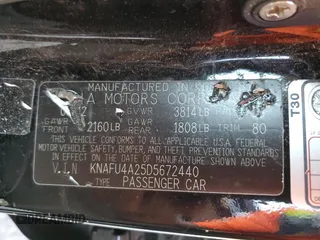 MANUFACTURED IN
A MOTORS CORP
GVWR 3814LB
GAWR GAWR
FRONT 2160LB REAR 1808LB TRIM 80
THIS VEHICLE CONFORMS TO ALL APPLICABLE U.S.A FEDERAL
MOTOR VEHICLE SAFETY, BUMPER, AND THEFT PREVENTION STANDARDS
IN EFFECT ON THE DATE OF MANUFACTURE SHOWN ABOVE
V.I.N KNAFU4A25D5672440
TYPE PASSENGER CAR
T30